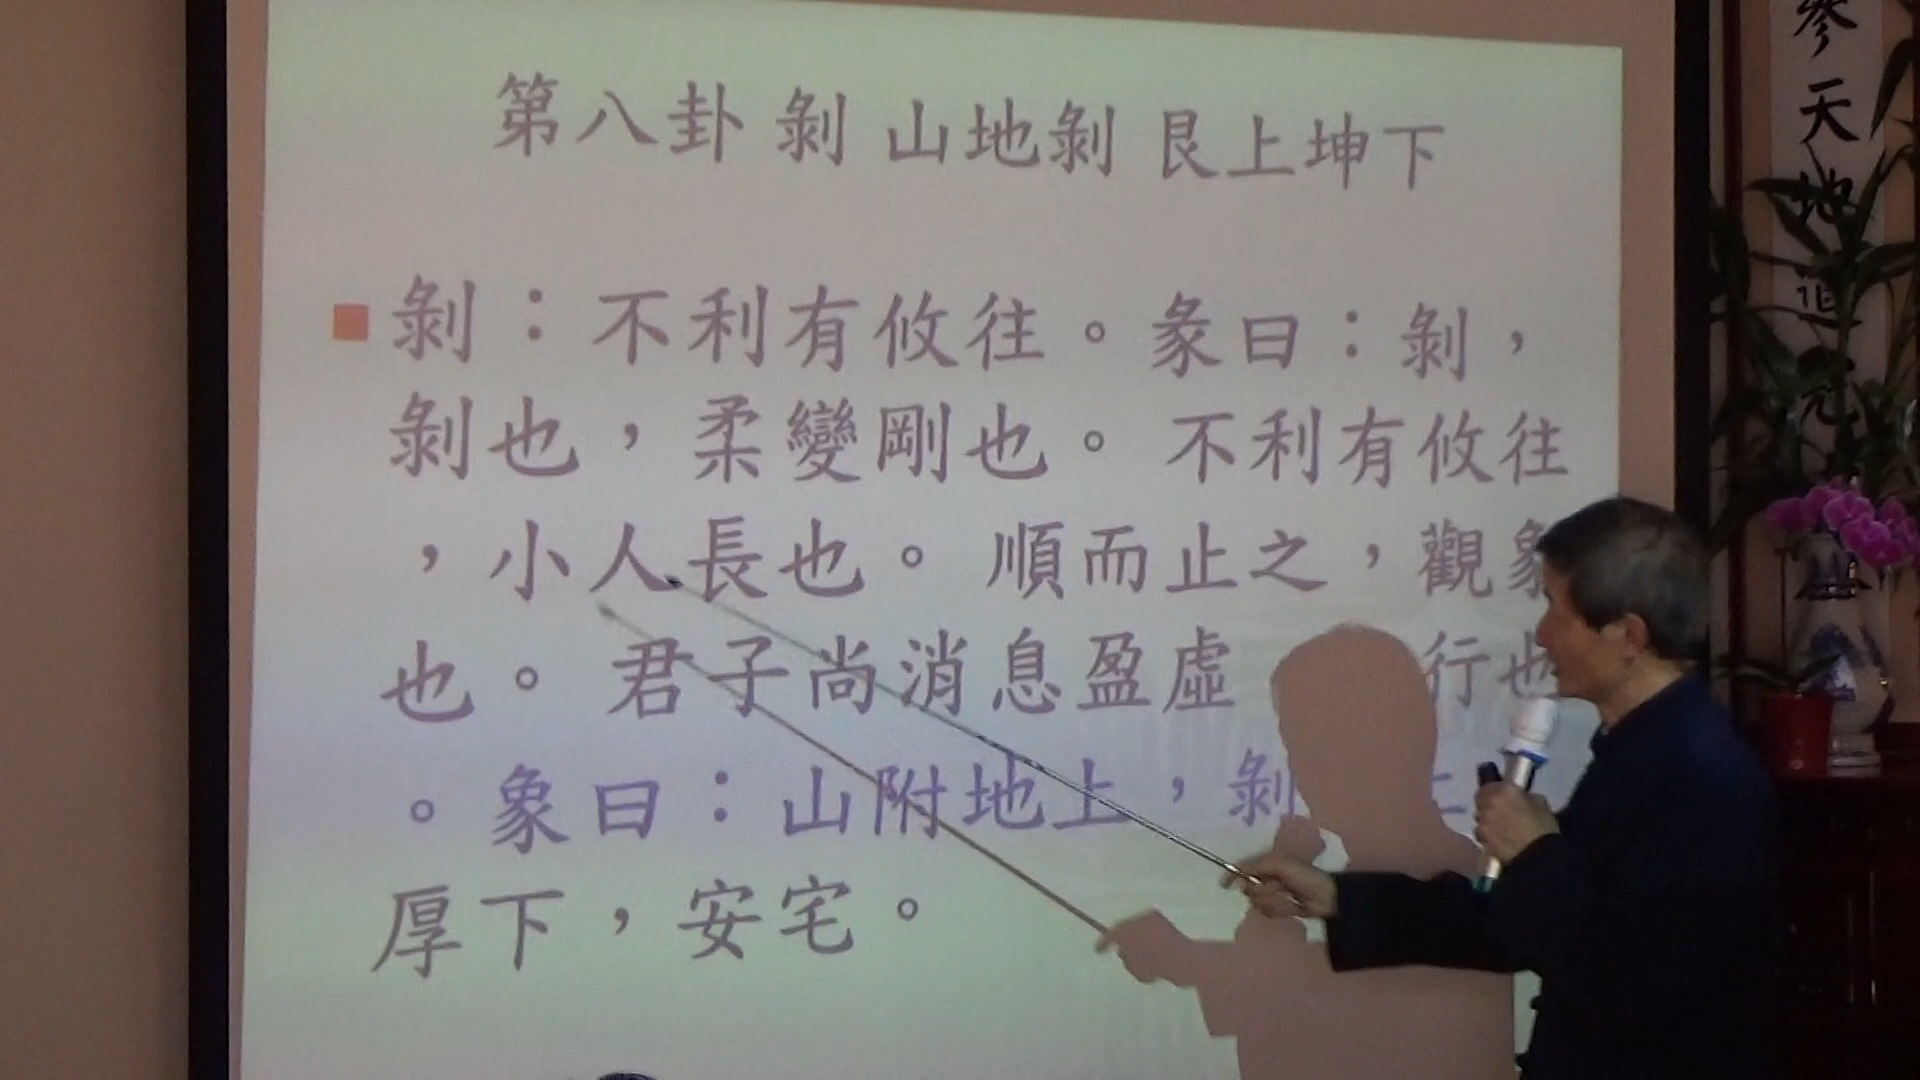 第八卦 剝 山地剝 艮上坤下
剝：不利有攸往。彖曰：剝，
剝也，柔變剛也。不利有攸往
，小人長也。順而止之，觀象
也。君子尚消息盈虛 行也
。象曰：山附地上，剝
厚下，安宅。
參天地道